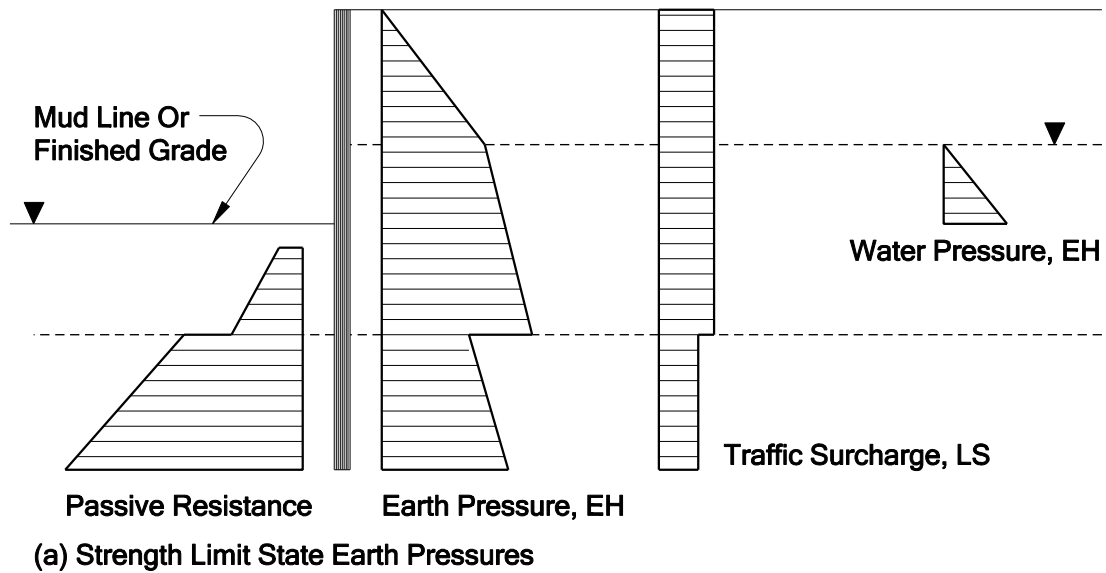 Mud Line Or
Finished Grade
Water Pressure, EH
Traffic Surcharge, LS
Passive Resistance
Earth Pressure, EH
(a) Strength Limit State Earth Pressures